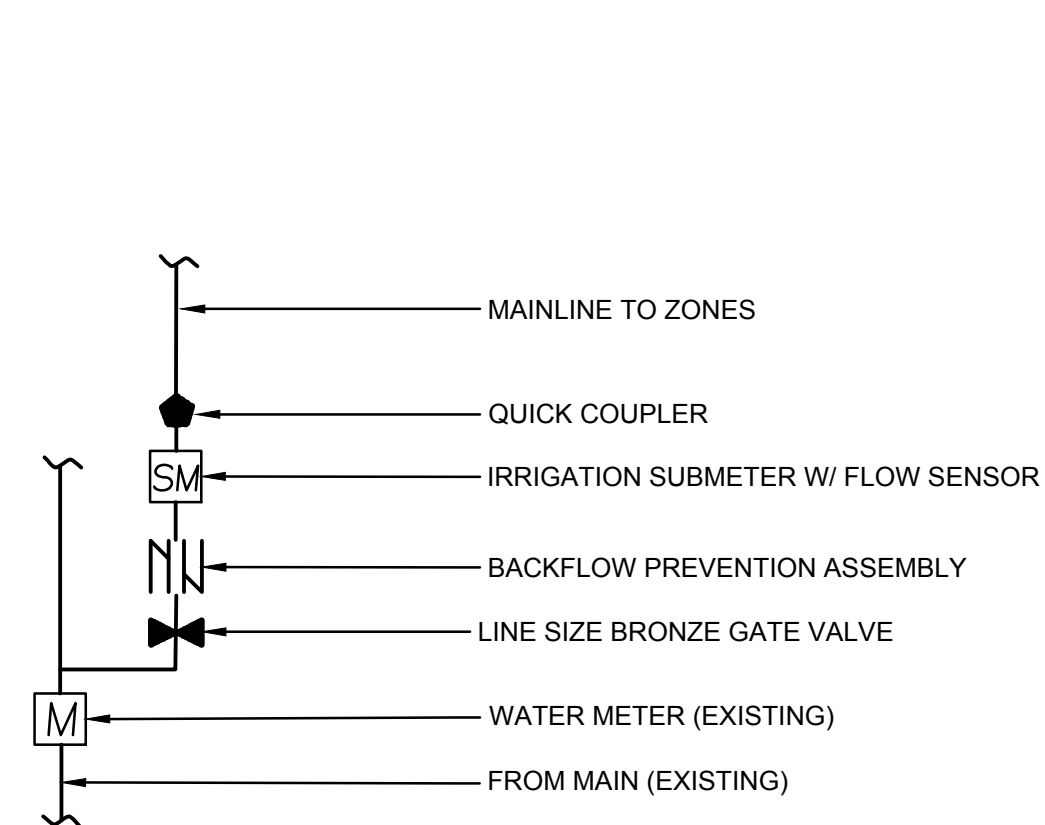 MAINLINE TO ZONES
QUICK COUPLER
SM
IRRIGATION SUBMETER W/ FLOW SENSOR
BACKFLOW PREVENTION ASSEMBLY
LINE SIZE BRONZE GATE VALVE
M
WATER METER (EXISTING)
FROM MAIN (EXISTING)